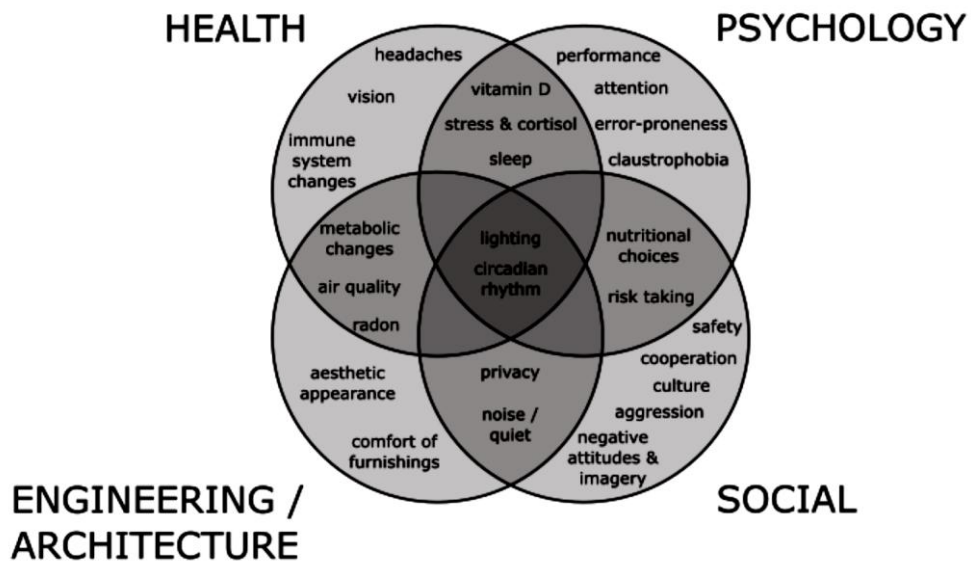 HEALTH
PSYCHOLOGY
headaches
performance
vision
vitamin D
attention
stress & cortisol
error-proneness
immune
system
changes
sleep
claustrophobia
metabolic
changes
lighting
nutritional
choices
circadian
rhythm
air quality
risk taking
radon
safety
cooperation
aesthetic
appearance
privacy
culture
aggression
noise /
quiet
comfort of
furnishings
negative
attitudes &
imagery
ENGINEERING /
ARCHITECTURE
SOCIAL